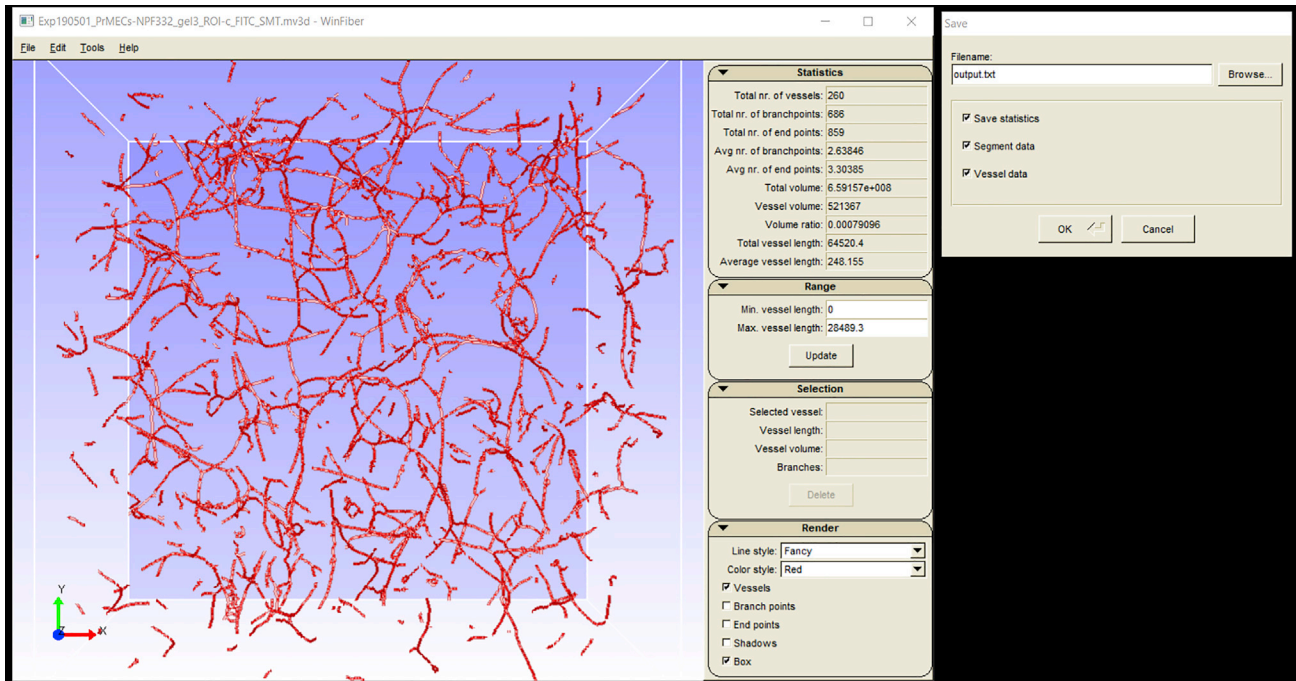 Exp190501_PrMECs-NPF332_gel3_ROI-c_FITC_SMT.mv3d - WinFiber
File Edit Tools Help
Statistics
Total nr. of vessels: 260
Total nr. of branchpoints: 686
Total nr. of end points: 859
Avg nr. of branchpoints: 2.63846
Avg nr. of end points: 3.30385
Total volume: 6.59157e+008
Vessel volume: 521367
Volume ratio: 0.00079096
Total vessel length: 64520.4
Average vessel length: 248.155
Range
Min. vessel length: 0
Max. vessel length: 28489.3
Update
Selection
Selected vessel:
Vessel length:
Vessel volume:
Branches:
Delete
Render
Line style: Fancy
Color style: Red
Vessels
Branch points
End points
Shadows
Box
Y
Z X
Save
Filename:
output.txt Browse...
Save statistics
Segment data
Vessel data
OK Cancel